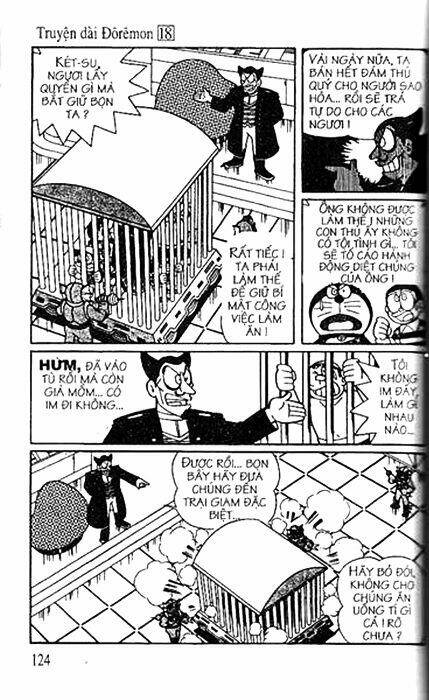 Truyện dài Đôrêmon 18
KÉT-SU,
NGƯƠI LẤY
QUYỀN GÌ MÀ
BẮT GIỮ BỌN
TA ?
RẤT TIẾC !
TA PHẢI
LÀM THẾ
ĐỂ GIỮ BÍ
MẬT CÔNG
VIỆC LÀM
ĂN !
VÀI NGÀY NỮA, TA
BÁN HẾT ĐÁM THÚ
QUÝ CHO NGƯỜI SAO
HỎA... RỒI SẼ TRẢ
TỰ DO CHO CÁC
NGƯƠI !
ÔNG KHÔNG ĐƯỢC
LÀM THẾ ! NHỮNG
CON THÚ ẤY KHÔNG
CÓ TỘI TÌNH GÌ... TÔI
SẼ TỐ CÁO HÀNH
ĐỘNG DIỆT CHỦNG
CỦA ÔNG !
HỪM, ĐÃ VÀO
TÙ RỒI MÀ CÒN
GIẢ MỒM... CÓ
IM ĐI KHÔNG...
TÔI
KHÔNG
IM ĐẤY,
LÀM GÌ
NHAU
NÀO...
ĐƯỢC RỒI... BỌN
BÂY HÃY ĐƯA
CHÚNG ĐẾN
TRẠI GIAM ĐẶC
BIỆT...
HÃY BỎ ĐÓI,
KHÔNG CHO
CHÚNG ĂN
UỐNG TÍ GÌ
CẢ ! RÕ
CHƯA ?
124